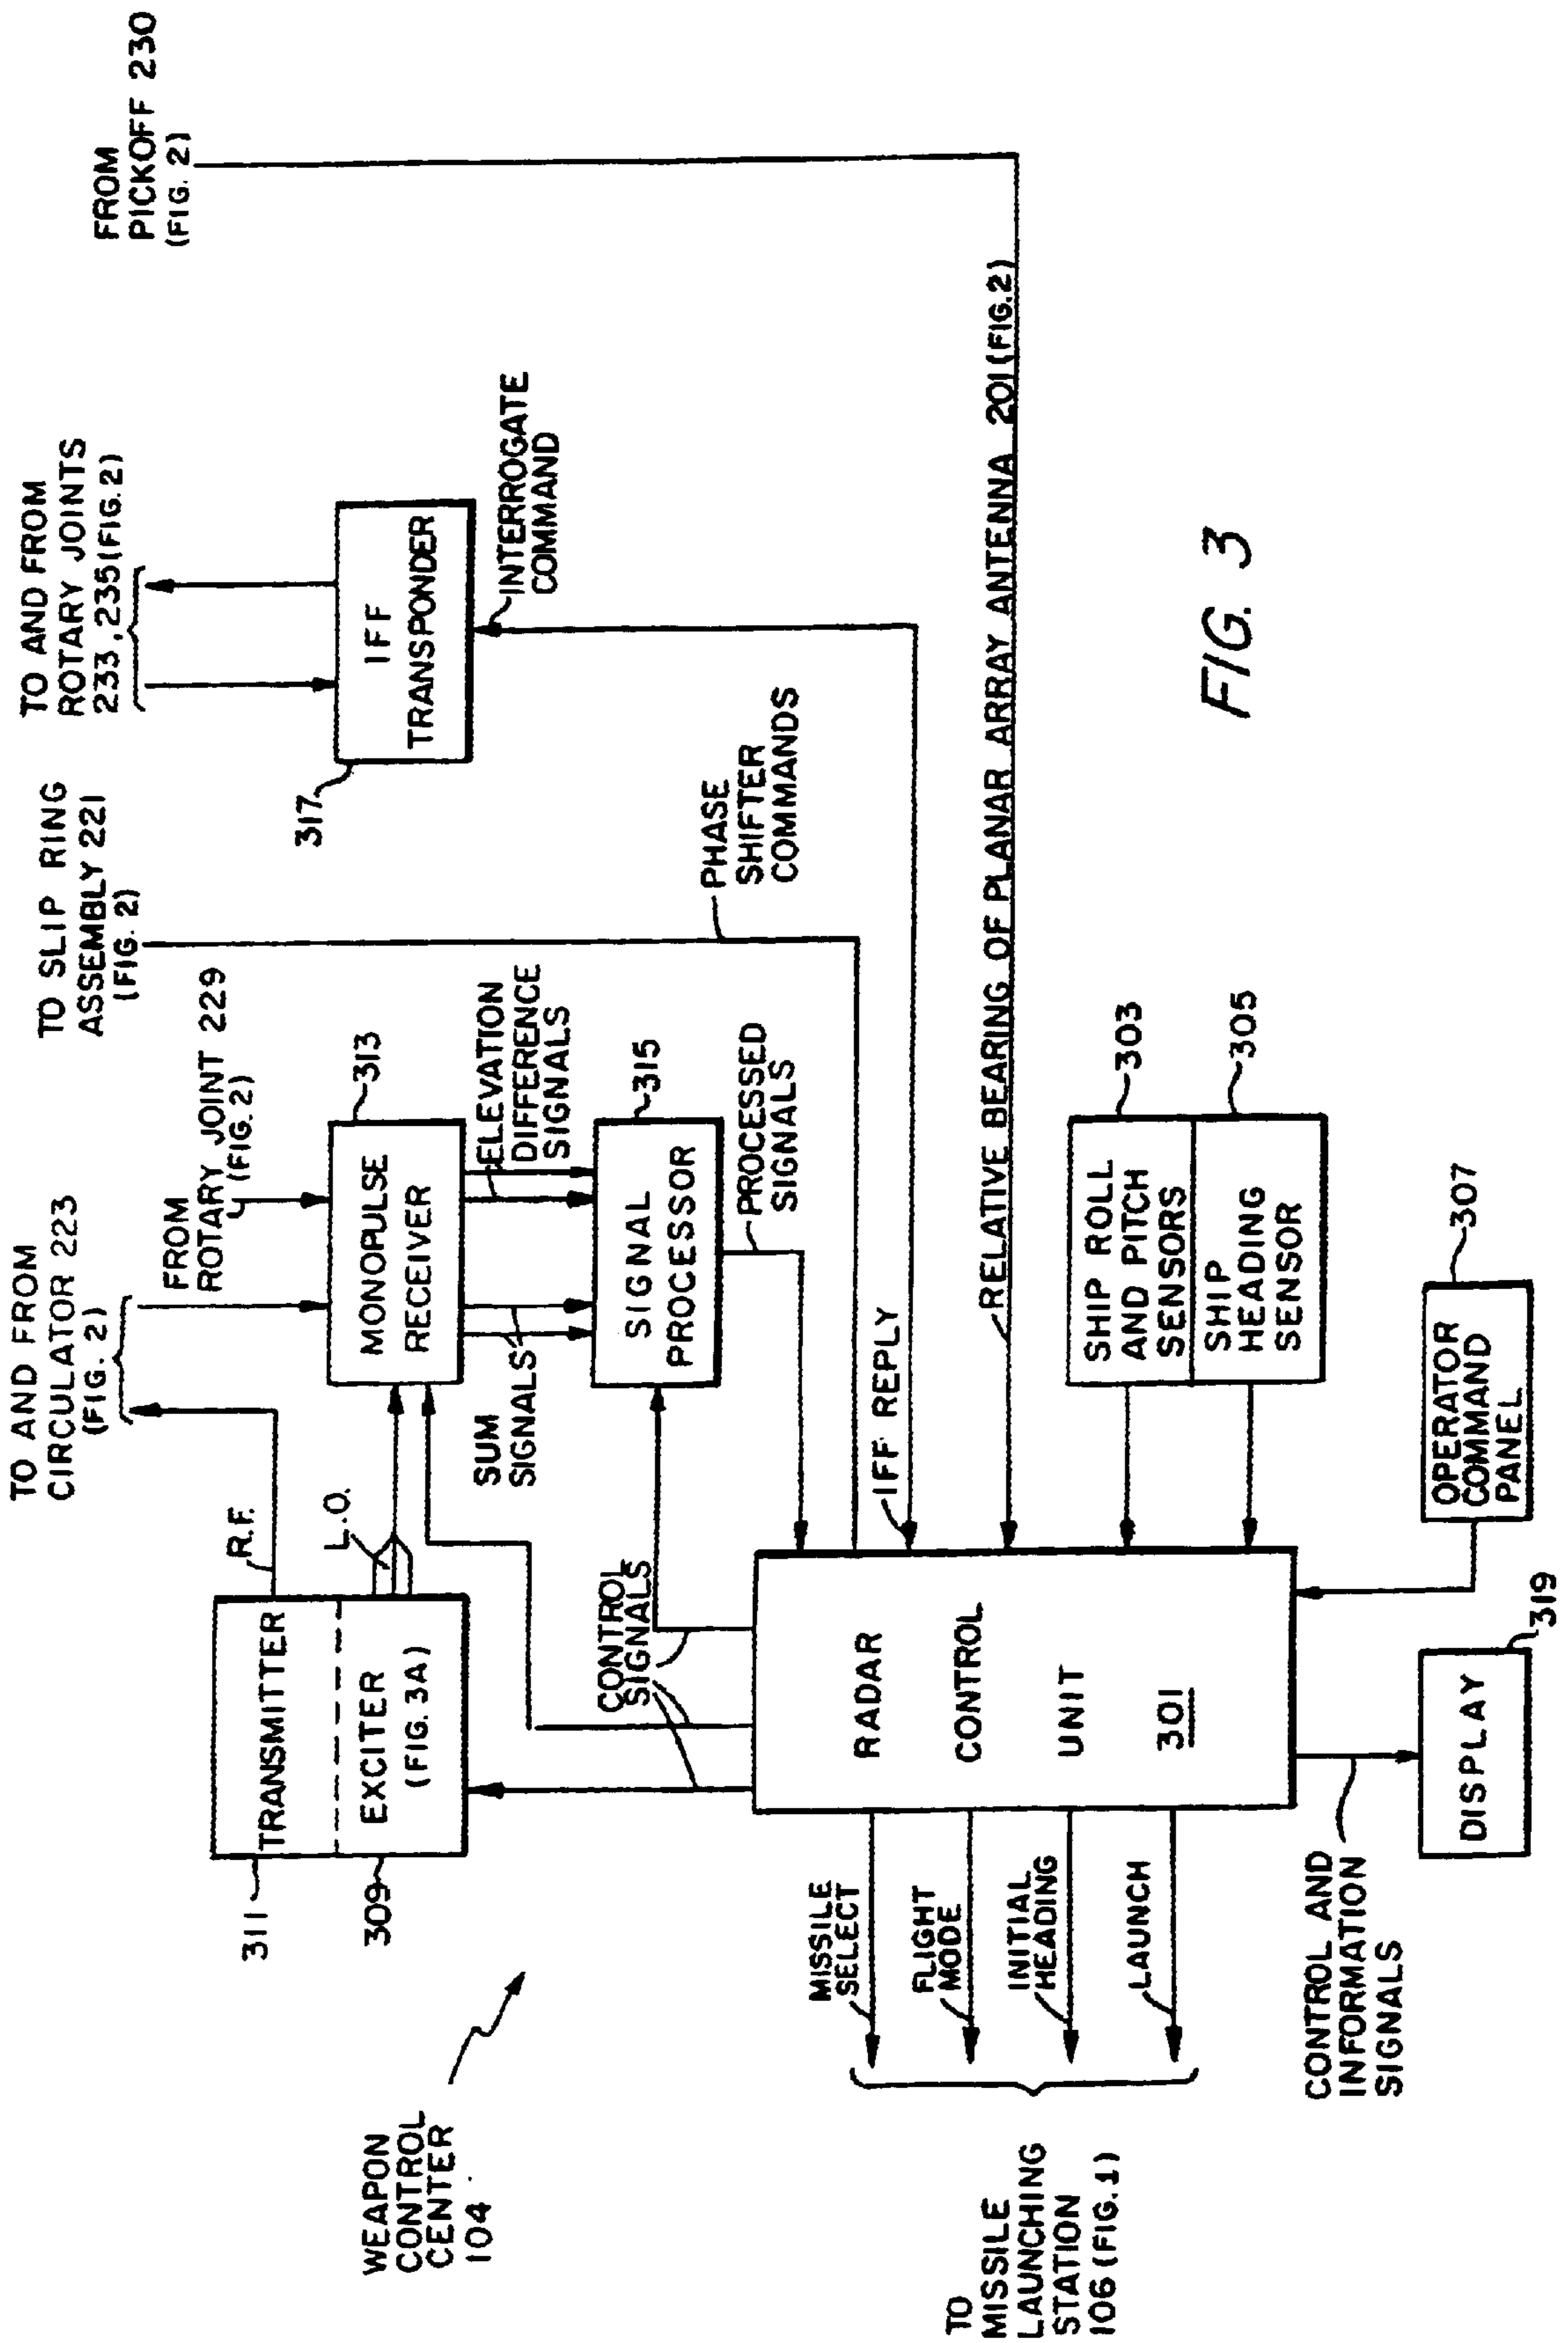 WEAPON
CONTROL
CENTER
104
311
TRANSMITTER
309
EXCITER
(FIG. 3A)
R.F.
L.O.
TO AND FROM
CIRCULATOR 223
(FIG. 2)
FROM
ROTARY JOINT 229
(FIG. 2)
313
MONOPULSE
RECEIVER
SUM
SIGNALS
ELEVATION
DIFFERENCE
SIGNALS
315
SIGNAL
PROCESSOR
PROCESSED
SIGNALS
CONTROL
SIGNALS
TO SLIP RING
ASSEMBLY 221
(FIG. 2)
PHASE
SHIFTER
COMMANDS
TO AND FROM
ROTARY JOINTS
233,235(FIG.2)
317
IFF
TRANSPONDER
INTERROGATE
COMMAND
IFF REPLY
FROM
PICKOFF 230
(FIG. 2)
RELATIVE BEARING OF PLANAR ARRAY ANTENNA 201(FIG.2)
RADAR
CONTROL
UNIT
301
MISSILE
SELECT
FLIGHT
MODE
INITIAL
HEADING
LAUNCH
TO
MISSILE
LAUNCHING
STATION
106 (FIG.1)
303
SHIP ROLL
AND PITCH
SENSORS
305
SHIP
HEADING
SENSOR
307
OPERATOR
COMMAND
PANEL
CONTROL AND
INFORMATION
SIGNALS
319
DISPLAY
FIG. 3